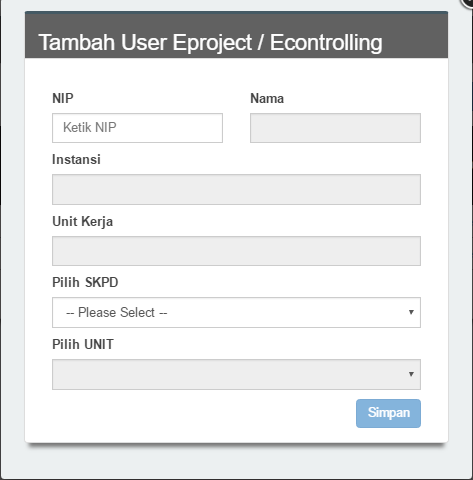 Tambah User Eproject / Econtrolling
NIP
Nama
Ketik NIP
Instansi
Unit Kerja
Pilih SKPD
-- Please Select --
Pilih UNIT
Simpan